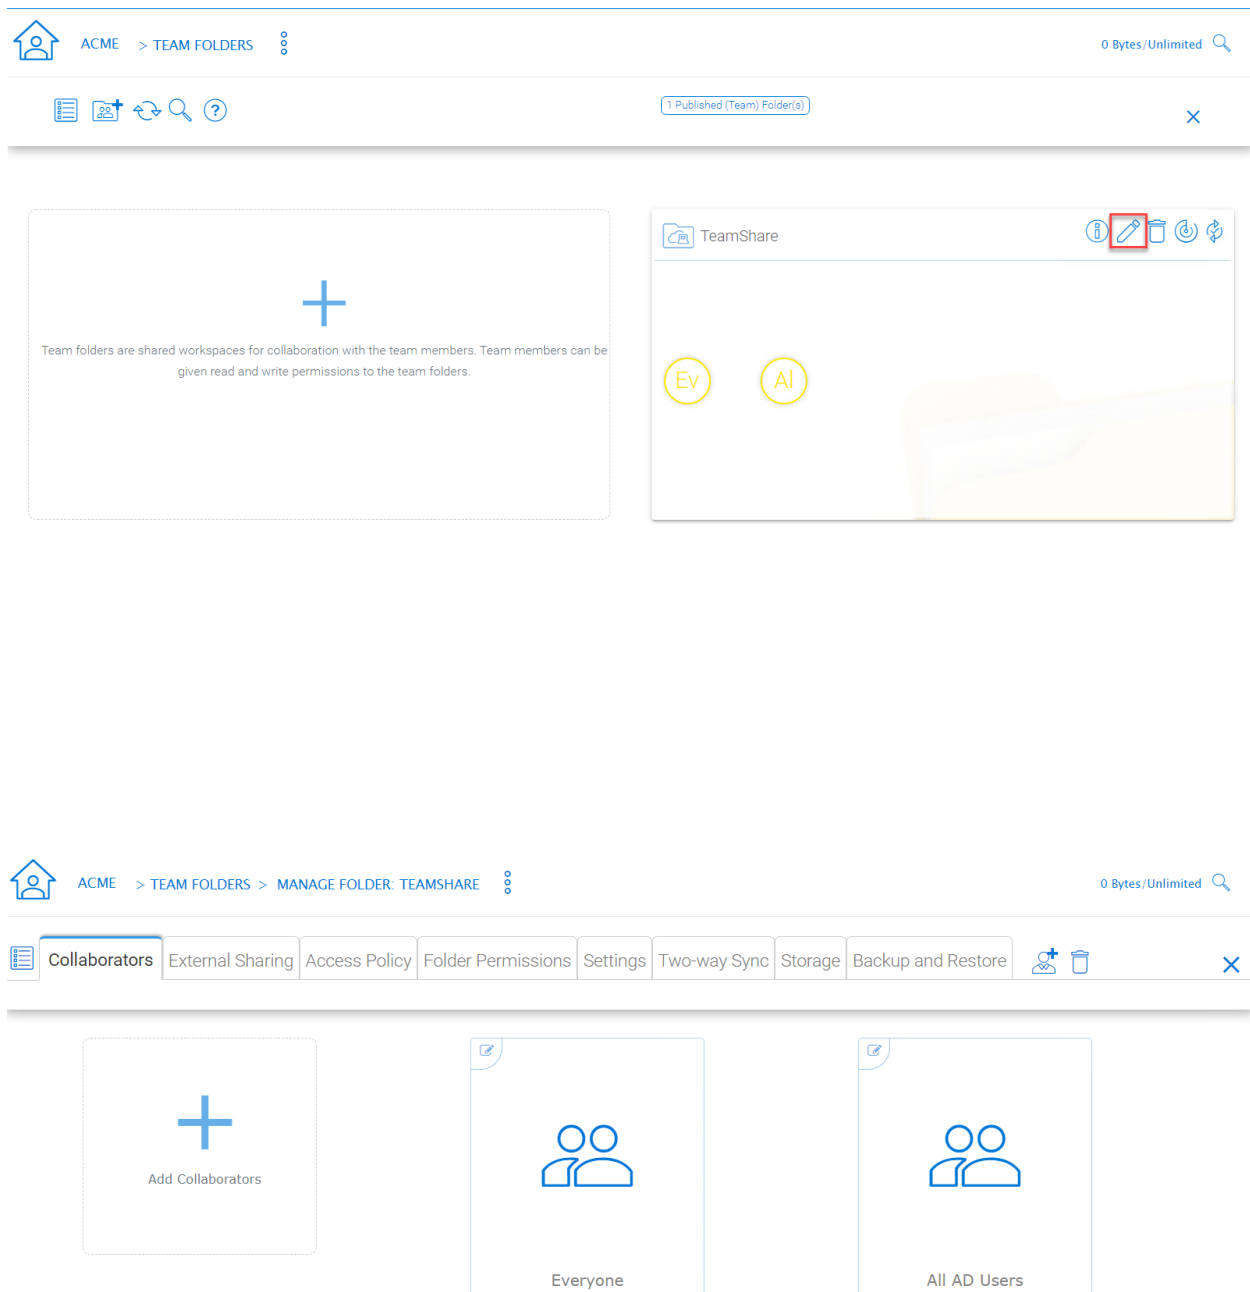 ACME > TEAM FOLDERS
0 Bytes/Unlimited
1 Published (Team) Folder(s)
TeamShare
Team folders are shared workspaces for collaboration with the team members. Team members can be
given read and write permissions to the team folders.
Ev
Al
ACME > TEAM FOLDERS > MANAGE FOLDER: TEAMSHARE
0 Bytes/Unlimited
Collaborators External Sharing Access Policy Folder Permissions Settings Two-way Sync Storage Backup and Restore
Add Collaborators
Everyone
All AD Users